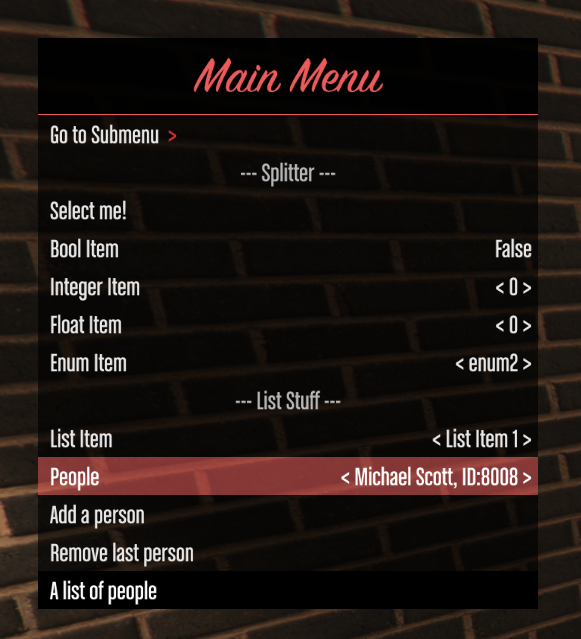 Main Menu
Go to Submenu >
--- Splitter ---
Select me!
Bool Item False
Integer Item < 0 >
Float Item < 0 >
Enum Item < enum2 >
--- List Stuff ---
List Item < List Item 1 >
People < Michael Scott, ID:8008 >
Add a person
Remove last person
A list of people